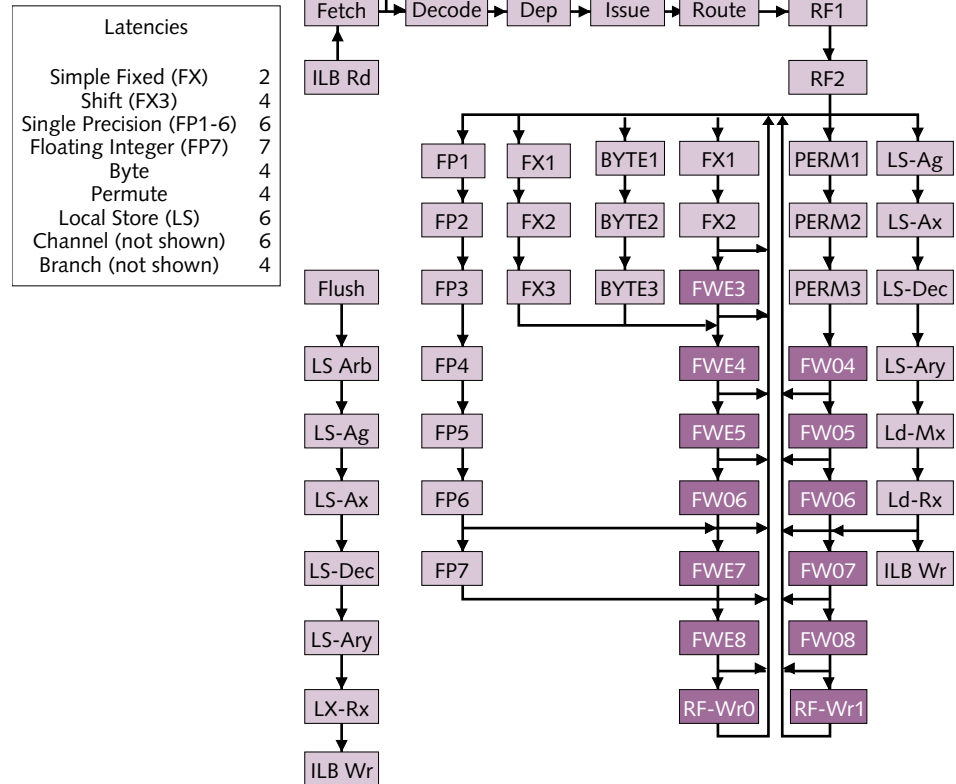 Latencies
Simple Fixed (FX) 2
Shift (FX3) 4
Single Precision (FP1-6) 6
Floating Integer (FP7) 7
Byte 4
Permute 4
Local Store (LS) 6
Channel (not shown) 6
Branch (not shown) 4
Fetch Decode Dep Issue Route RF1
ILB Rd RF2
FP1 FX1 BYTE1 FX1 PERM1 LS-Ag
FP2 FX2 BYTE2 FX2 PERM2 LS-Ax
Flush FP3 FX3 BYTE3 FWE3 PERM3 LS-Dec
LS Arb FP4 FWE4 FW04 LS-Ary
LS-Ag FP5 FWE5 FW05 Ld-Mx
LS-Ax FP6 FW06 FW06 Ld-Rx
LS-Dec FP7 FWE7 FW07 ILB Wr
LS-Ary FWE8 FW08
LX-Rx RF-Wr0 RF-Wr1
ILB Wr